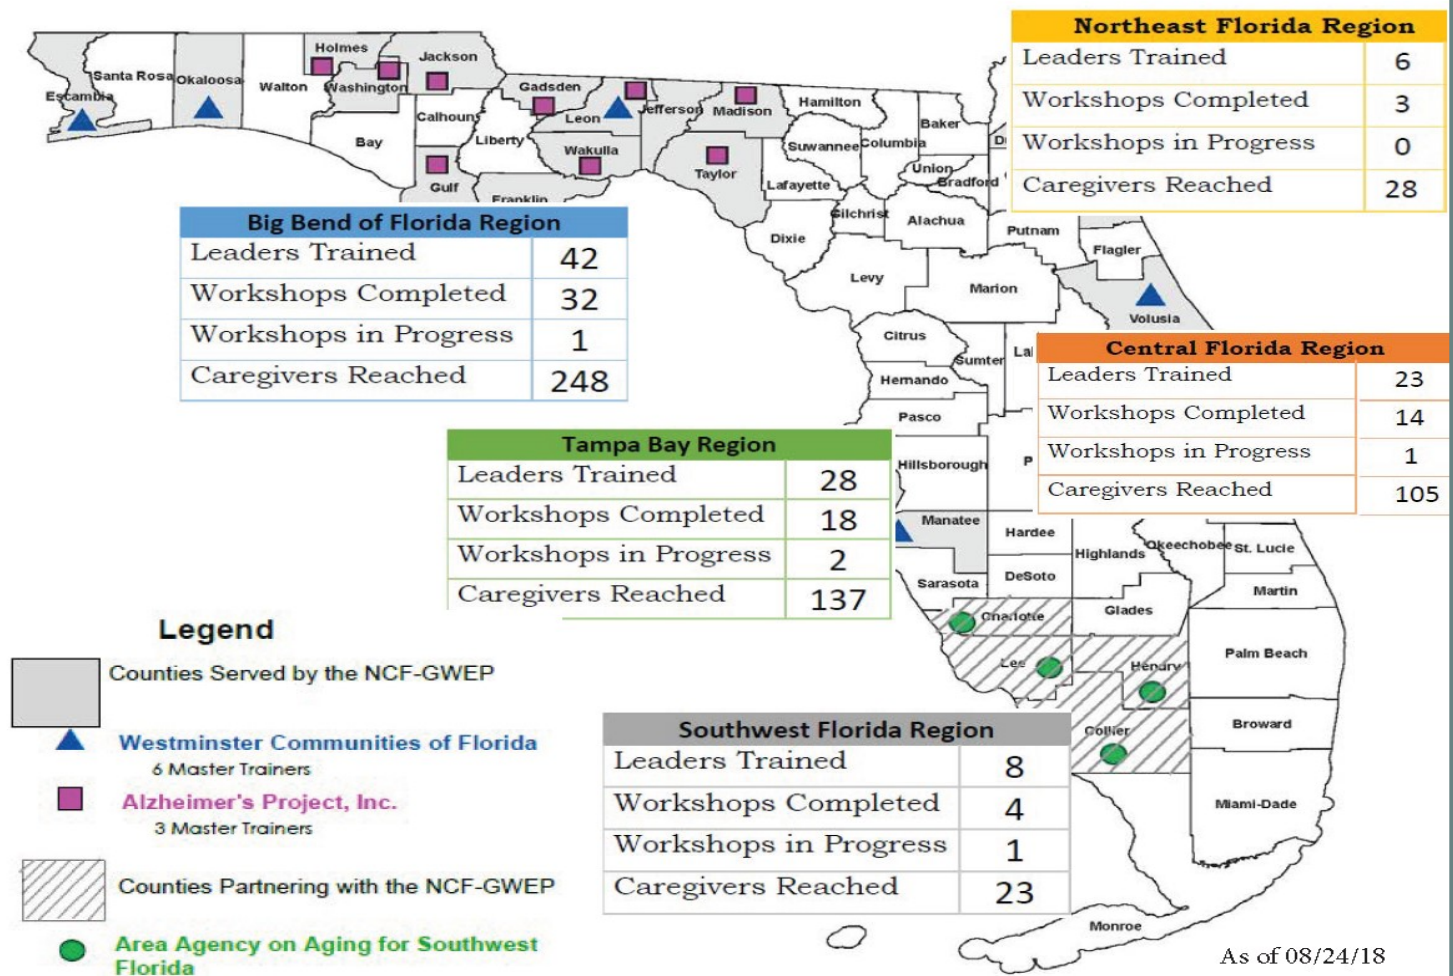 Northeast Florida Region
Leaders Trained 6
Workshops Completed 3
Workshops in Progress 0
Caregivers Reached 28
Holmes
Jackson
Santa Rosa
Okaloosa
Walton
Washington
Escambia
Gadsden
Leon
Jefferson
Madison
Hamilton
Calhoun
Bay
Liberty
Wakulla
Taylor
Gulf
Franklin
Suwannee
Columbia
Baker
Union
Bradford
Lafayette
Gilchrist
Alachua
Putnam
Dixie
Flagler
Levy
Marion
Volusia
Big Bend of Florida Region
Leaders Trained 42
Workshops Completed 32
Workshops in Progress 1
Caregivers Reached 248
Citrus
Sumter
La
Hernando
Pasco
Central Florida Region
Leaders Trained 23
Workshops Completed 14
Workshops in Progress 1
Caregivers Reached 105
Tampa Bay Region
Leaders Trained 28
Workshops Completed 18
Workshops in Progress 2
Caregivers Reached 137
Hillsborough
P
Manatee
Hardee
Highlands
Okeechobee
St. Lucie
Sarasota
DeSoto
Martin
Charlotte
Glades
Lee
Hendry
Palm Beach
Collier
Broward
Miami-Dade
Monroe
Legend
Counties Served by the NCF-GWEP
Westminster Communities of Florida
6 Master Trainers
Alzheimer's Project, Inc.
3 Master Trainers
Counties Partnering with the NCF-GWEP
Area Agency on Aging for Southwest
Florida
Southwest Florida Region
Leaders Trained 8
Workshops Completed 4
Workshops in Progress 1
Caregivers Reached 23
As of 08/24/18